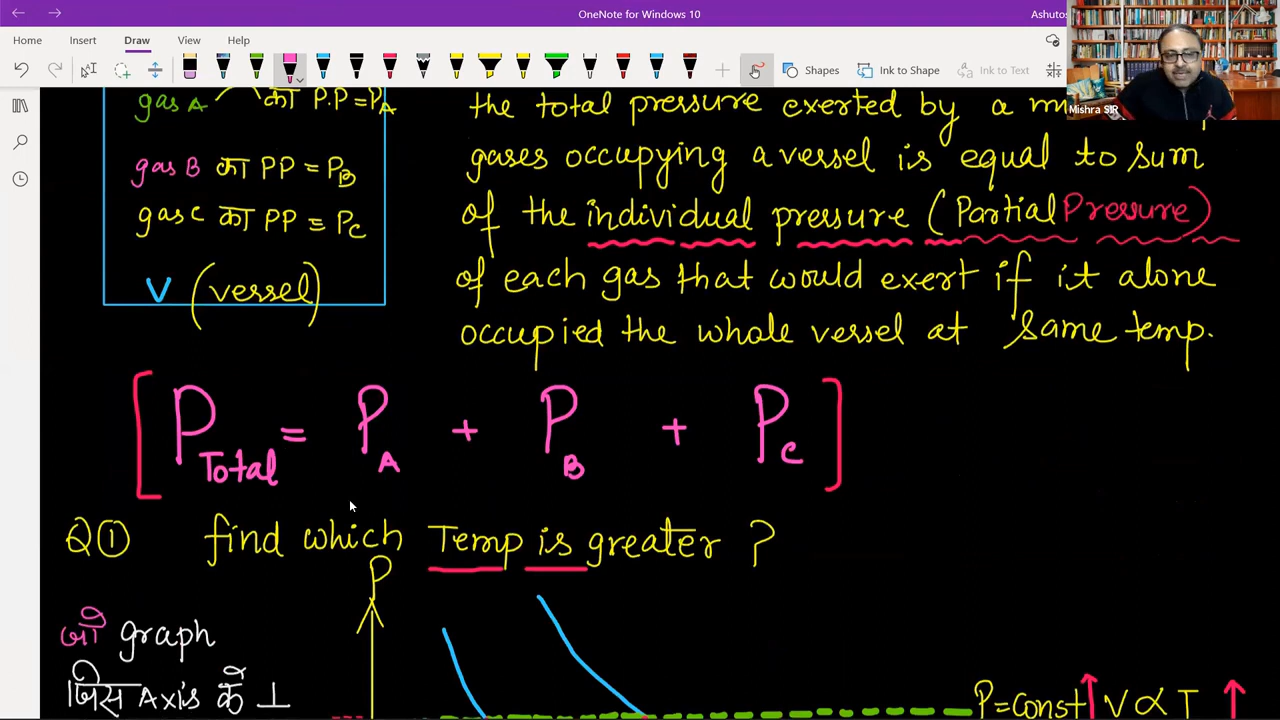 OneNote for Windows 10
Ashutos
Home Insert Draw View Help
Shapes
Ink to Shape
Ink to Text
Mishra SIR
gas A का P.P = PA
gas B का PP = PB
gas C का PP = PC
V (vessel)
the total pressure exerted by a
gases occupying a vessel is equal to sum
of the individual pressure (Partial Pressure)
of each gas that would exert if it alone
occupied the whole vessel at same temp.
[P Total = PA + PB + PC]
Q① find which Temp is greater ?
P
जो graph
जिस Axis के ⊥
P=const↑ V ∝ T ↑